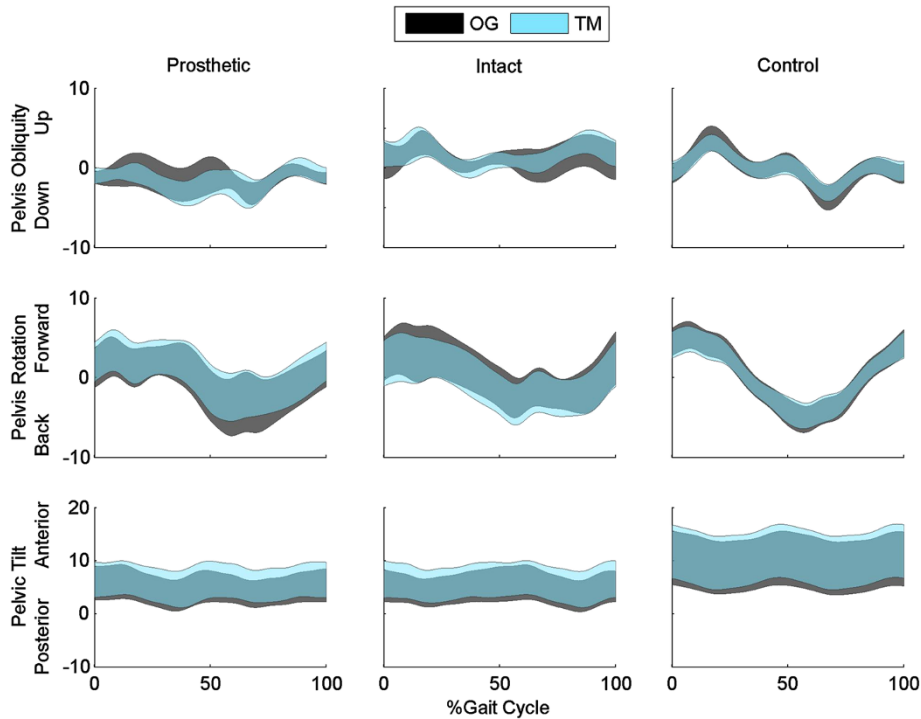 OG TM
Prosthetic Intact Control
Pelvis Obliquity
Down Up
10
0
-10
Pelvis Rotation
Back Forward
10
0
-10
Pelvic Tilt
Posterior Anterior
20
10
0
-10
0 50 100 0 50 100 0 50 100
%Gait Cycle